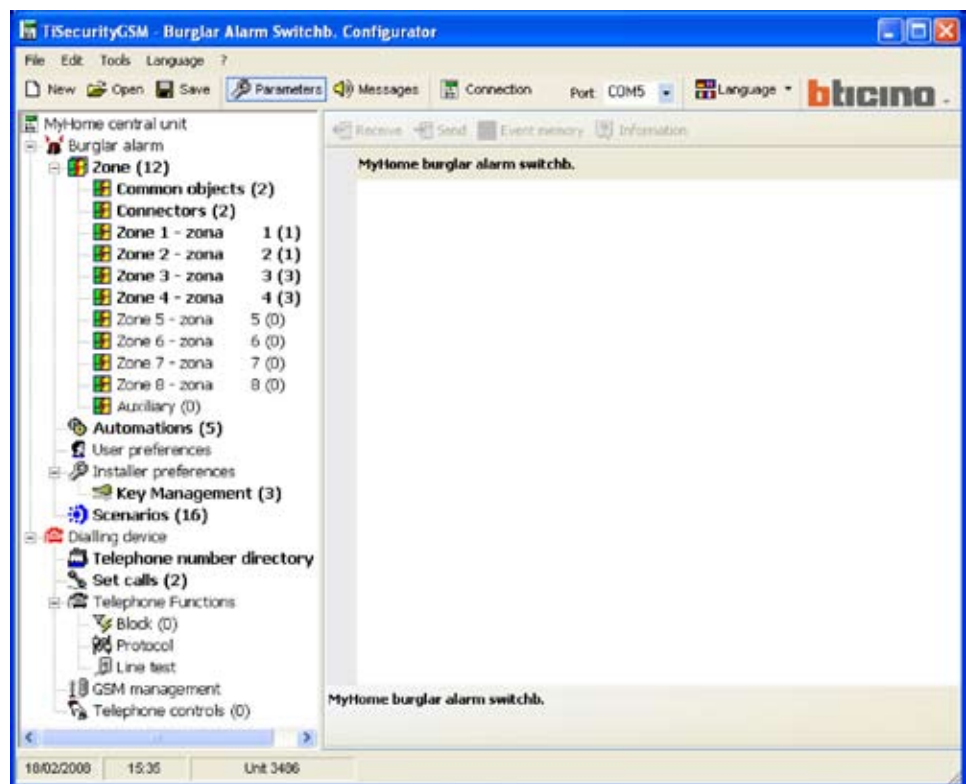 TiSecurityGSM - Burglar Alarm Switchb. Configurator
File Edit Tools Language ?
New Open Save Parameters Messages Connection Port COM5 Language bticino
MyHome central unit
Receive Send Event memory Information
Burglar alarm
MyHome burglar alarm switchb.
Zone (12)
Common objects (2)
Connectors (2)
Zone 1 - zona 1 (1)
Zone 2 - zona 2 (1)
Zone 3 - zona 3 (3)
Zone 4 - zona 4 (3)
Zone 5 - zona 5 (0)
Zone 6 - zona 6 (0)
Zone 7 - zona 7 (0)
Zone 8 - zona 8 (0)
Auxiliary (0)
Automations (5)
User preferences
Installer preferences
Key Management (3)
Scenarios (16)
Dialling device
Telephone number directory
Set calls (2)
Telephone Functions
Block (0)
Protocol
Line test
GSM management
Telephone controls (0)
MyHome burglar alarm switchb.
18/02/2008 15:35 Unit 3486